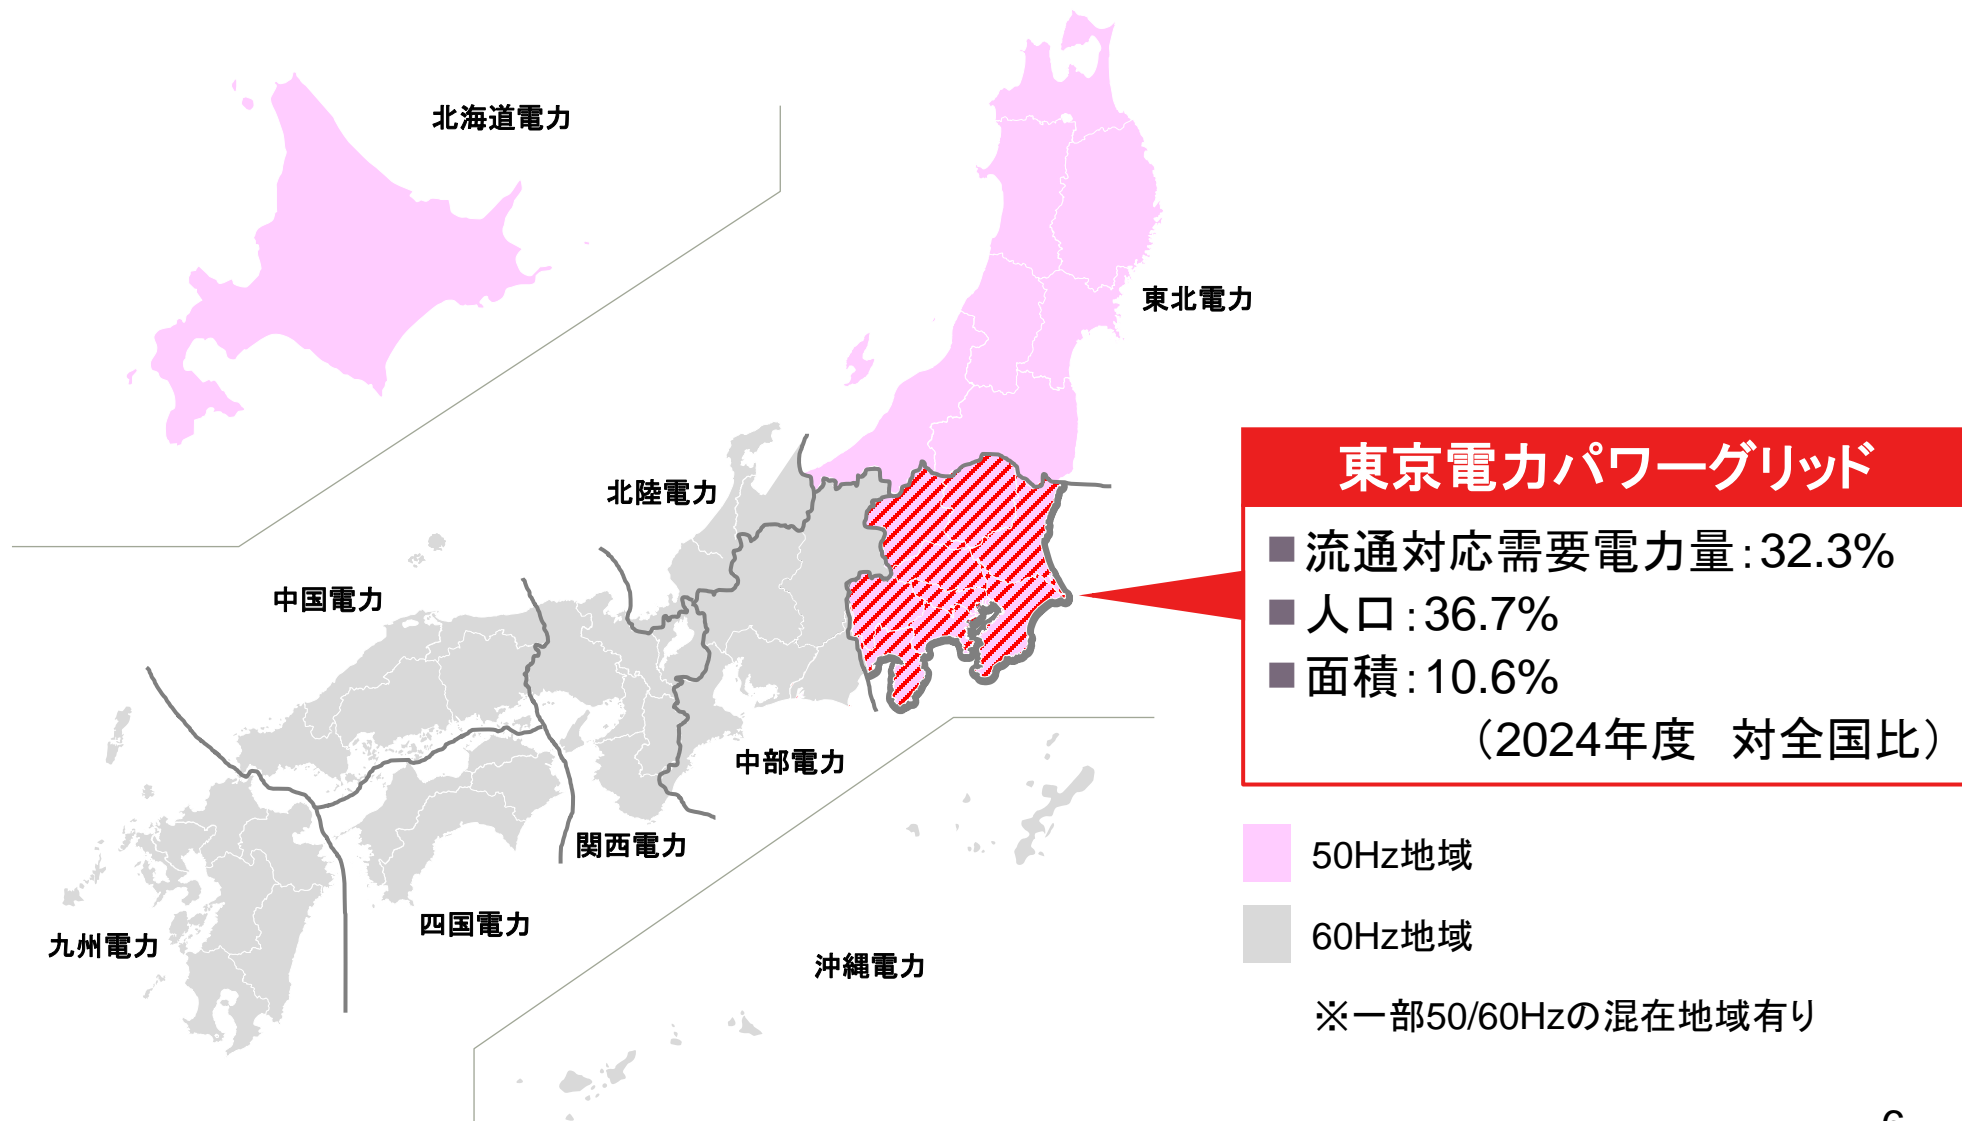 北海道電力
東北電力
北陸電力
東京電力パワーグリッド
■流通対応需要電力量：32.3%
■人口：36.7%
■面積：10.6%
（2024年度　対全国比）
中国電力
中部電力
関西電力
四国電力
九州電力
沖縄電力
50Hz地域
60Hz地域
※一部50/60Hzの混在地域有り